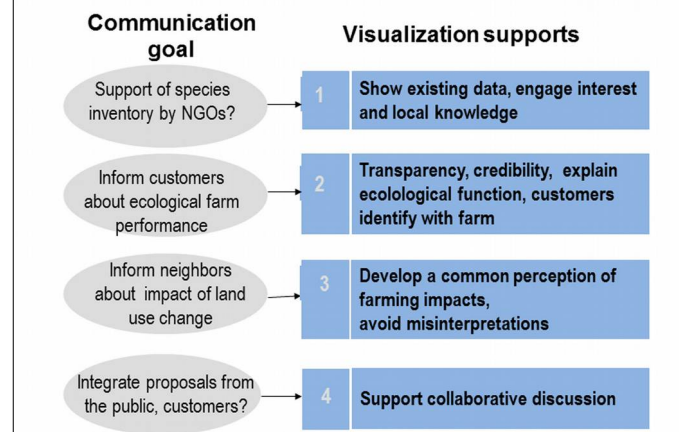 Communication
goal
Visualization supports
Support of species
inventory by NGOs?
1
Show existing data, engage interest
and local knowledge
Inform customers
about ecological farm
performance
2
Transparency, credibility, explain
ecolological function, customers
identify with farm
Inform neighbors
about impact of land
use change
3
Develop a common perception of
farming impacts,
avoid misinterpretations
Integrate proposals from
the public, customers?
4
Support collaborative discussion